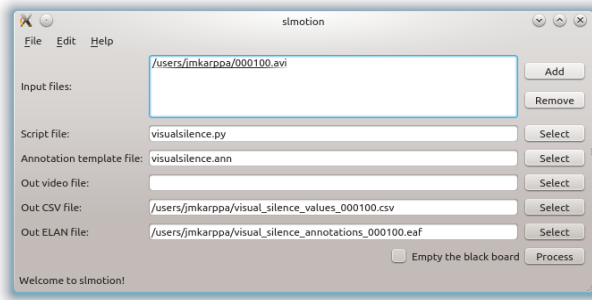 slmotion
File Edit Help
Input files:
/users/jmkarppa/000100.avi
Add
Remove
Script file: visualsilence.py Select
Annotation template file: visualsilence.ann Select
Out video file: Select
Out CSV file: /users/jmkarppa/visual_silence_values_000100.csv Select
Out ELAN file: /users/jmkarppa/visual_silence_annotations_000100.eaf Select
Empty the black board Process
Welcome to slmotion!